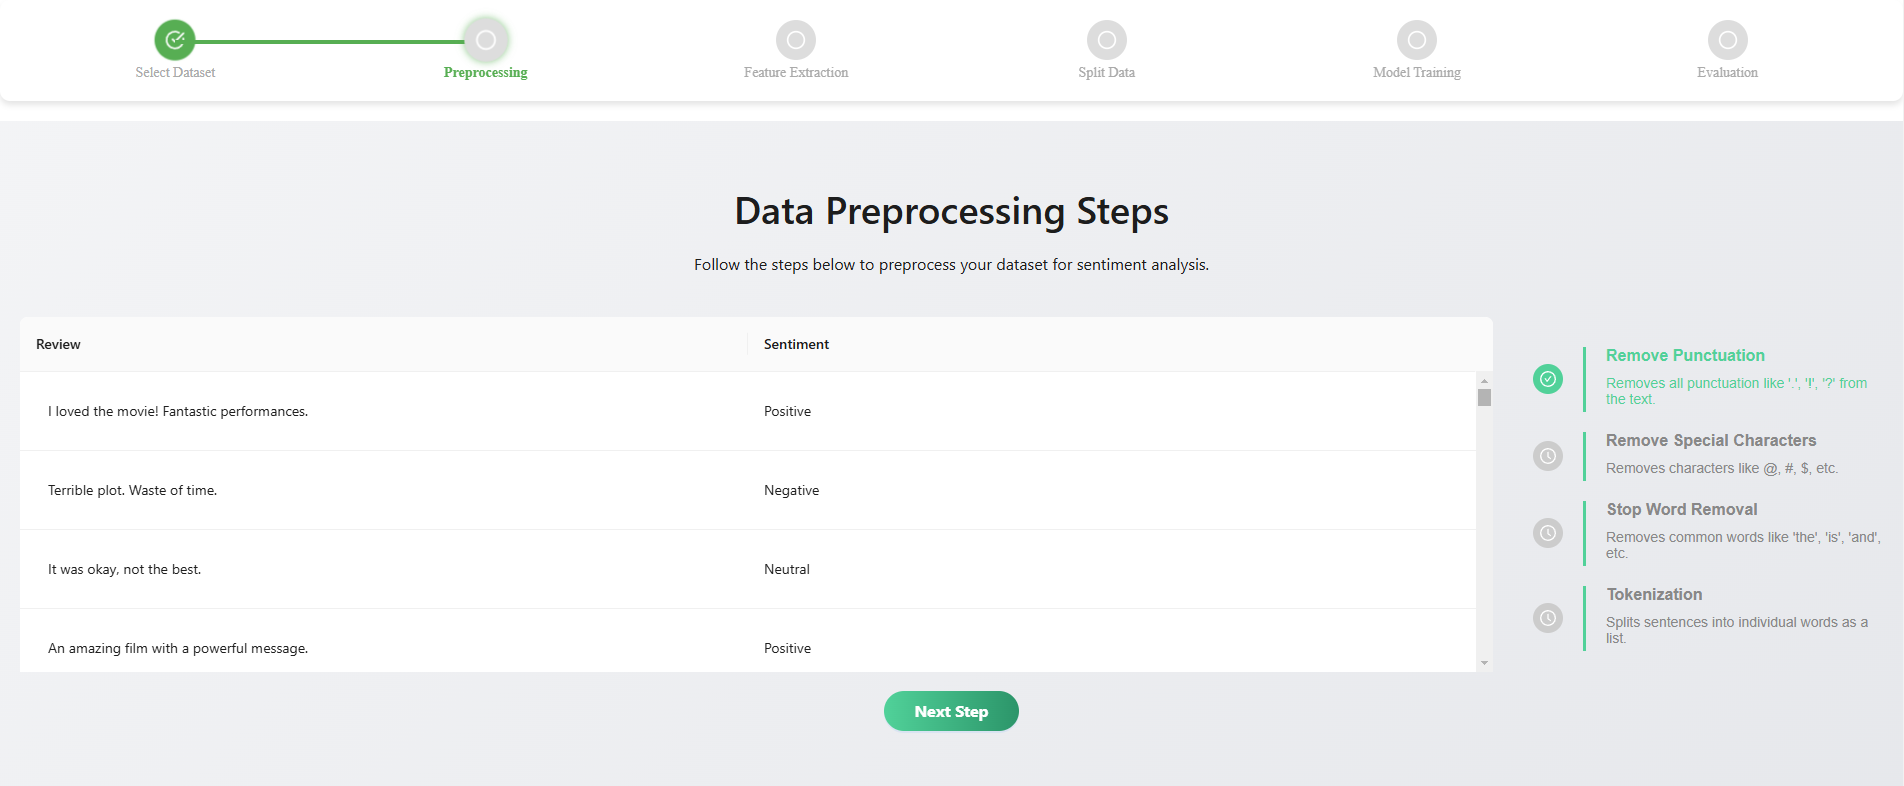 Select Dataset
Preprocessing
Feature Extraction
Split Data
Model Training
Evaluation
Data Preprocessing Steps
Follow the steps below to preprocess your dataset for sentiment analysis.
Review
Sentiment
I loved the movie! Fantastic performances.
Positive
Terrible plot. Waste of time.
Negative
It was okay, not the best.
Neutral
An amazing film with a powerful message.
Positive
Remove Punctuation
Removes all punctuation like '.', '!', '?' from
the text.
Remove Special Characters
Removes characters like @, #, $, etc.
Stop Word Removal
Removes common words like 'the', 'is', 'and',
etc.
Tokenization
Splits sentences into individual words as a
list.
Next Step